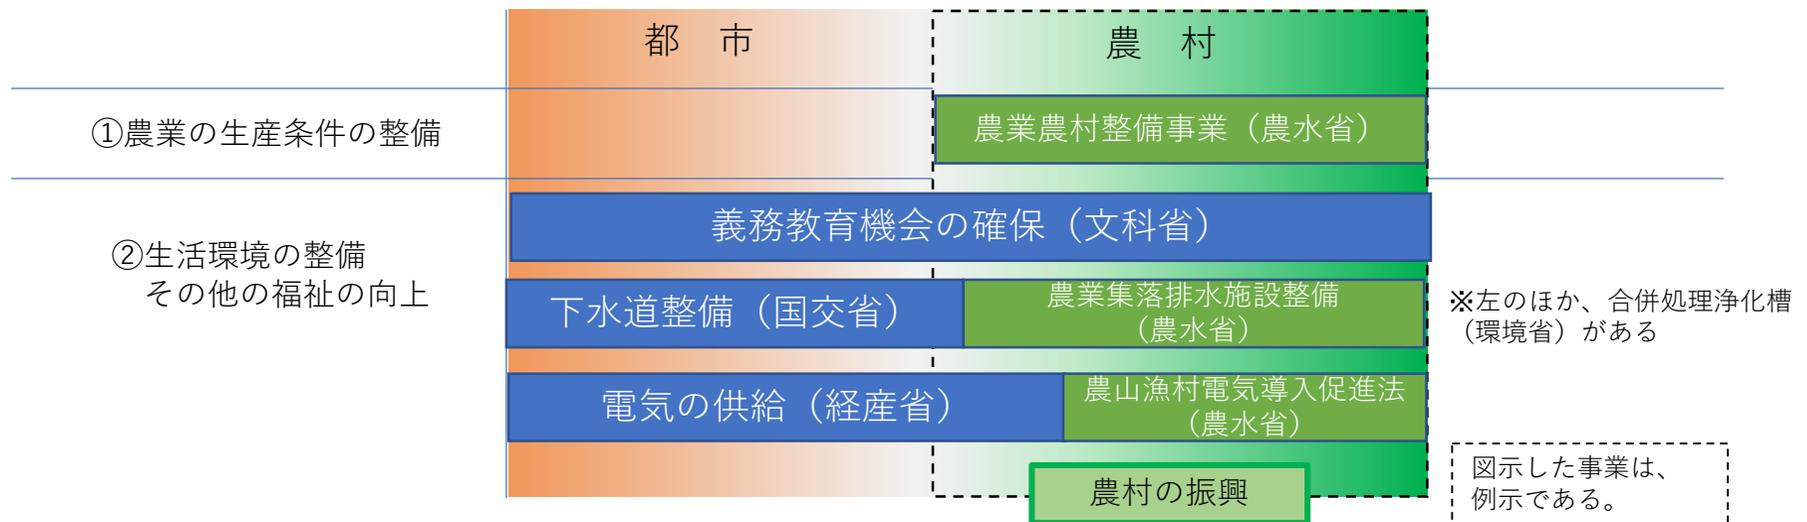 都　市
農　村
①農業の生産条件の整備
農業農村整備事業（農水省）
義務教育機会の確保（文科省）
②生活環境の整備
その他の福祉の向上
下水道整備（国交省）
農業集落排水施設整備
（農水省）
※左のほか、合併処理浄化槽
（環境省）がある
電気の供給（経産省）
農山漁村電気導入促進法
（農水省）
農村の振興
図示した事業は、
例示である。